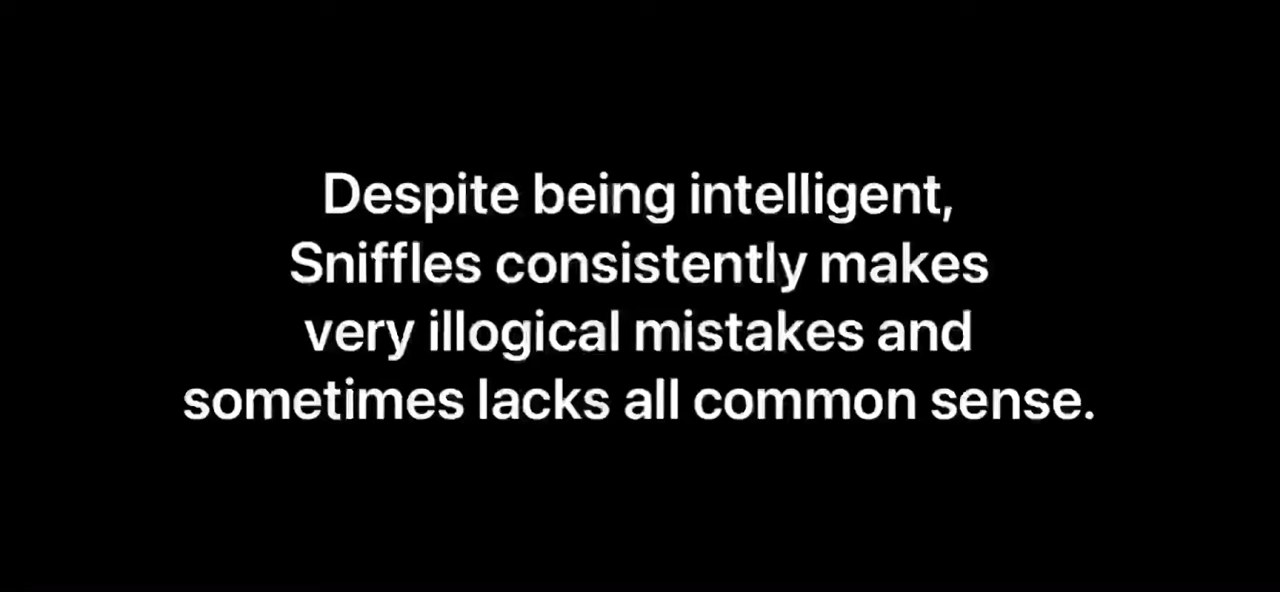 Despite being intelligent,
Sniffles consistently makes
very illogical mistakes and
sometimes lacks all common sense.